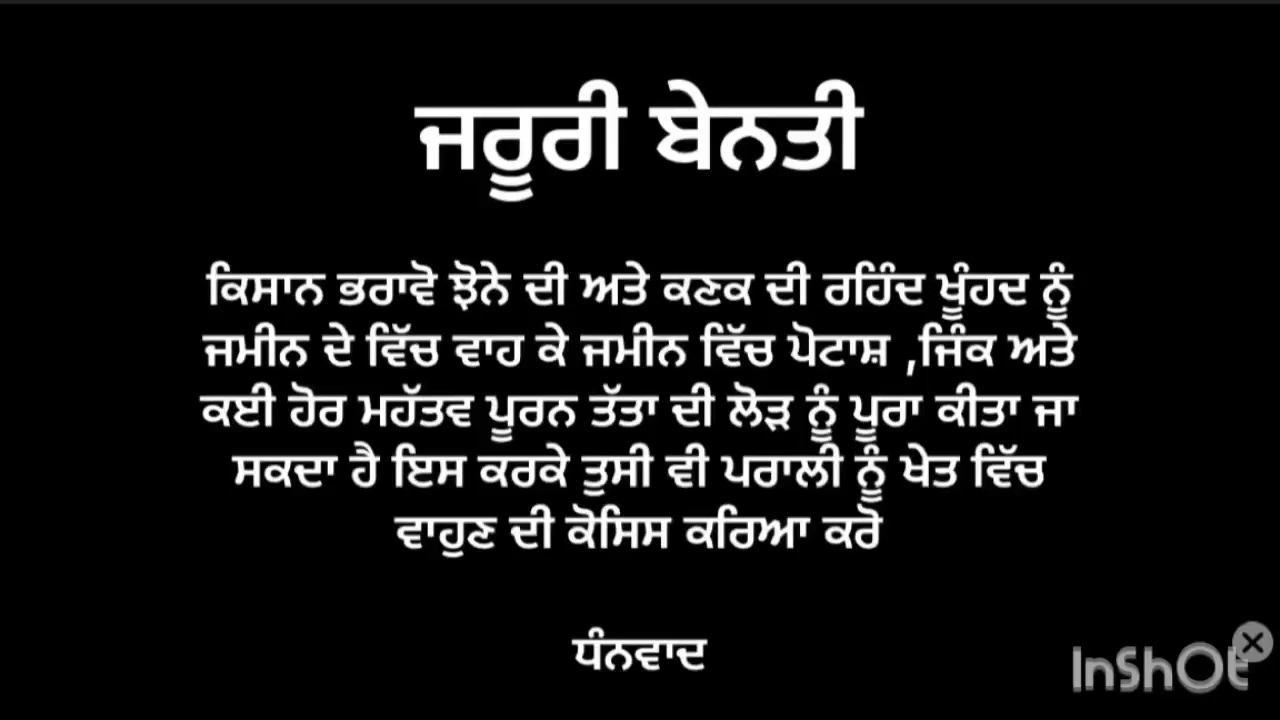 ਜਰੂਰੀ ਬੇਨਤੀ
ਕਿਸਾਨ ਭਰਾਵੋ ਝੋਨੇ ਦੀ ਅਤੇ ਕਣਕ ਦੀ ਰਹਿੰਦ ਖੂੰਹਦ ਨੂੰ
ਜਮੀਨ ਦੇ ਵਿੱਚ ਵਾਹ ਕੇ ਜਮੀਨ ਵਿੱਚ ਪੋਟਾਸ਼ ,ਜਿੰਕ ਅਤੇ
ਕਈ ਹੋਰ ਮਹੱਤਵ ਪੂਰਨ ਤੱਤਾ ਦੀ ਲੋੜ ਨੂੰ ਪੂਰਾ ਕੀਤਾ ਜਾ
ਸਕਦਾ ਹੈ ਇਸ ਕਰਕੇ ਤੁਸੀ ਵੀ ਪਰਾਲੀ ਨੂੰ ਖੇਤ ਵਿੱਚ
ਵਾਹੁਣ ਦੀ ਕੋਸਿਸ ਕਰਿਆ ਕਰੋ
ਧੰਨਵਾਦ
InShOt